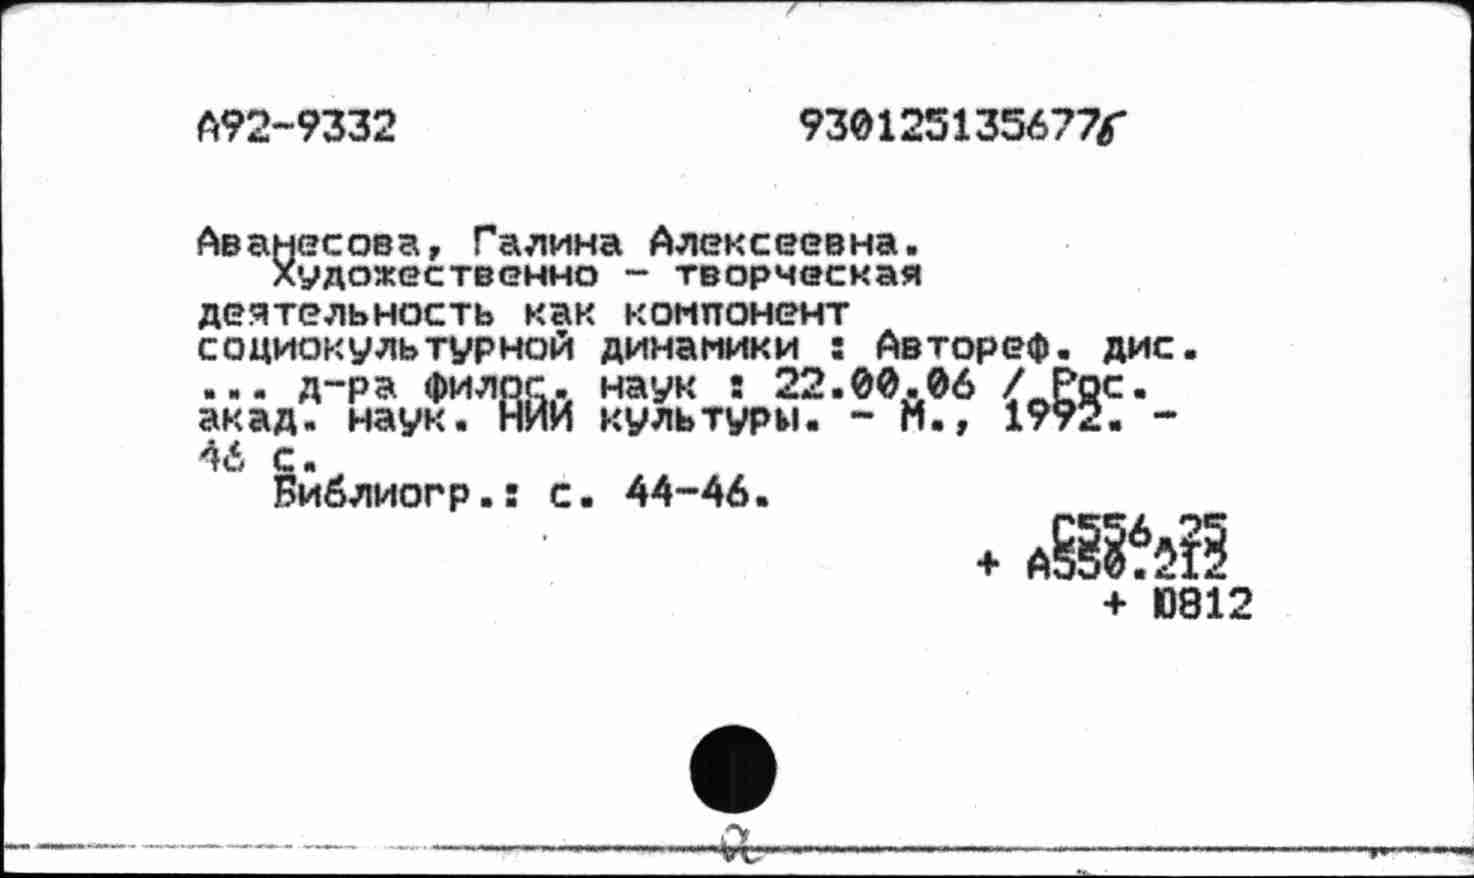 А92-9332 930125135677б
Аванесова, Галина Алексеевна.
Художественно - творческая
деятельность как компонент
социокультурной динамики : Автореф. дис.
... д-ра филос. наук : 22.00.06 / Рос.
акад. наук. НИИ культуры. - М., 1992. -
46 с.
Библиогр.: с. 44-46.
С556.25
+ А550.212
+ Ю812
а